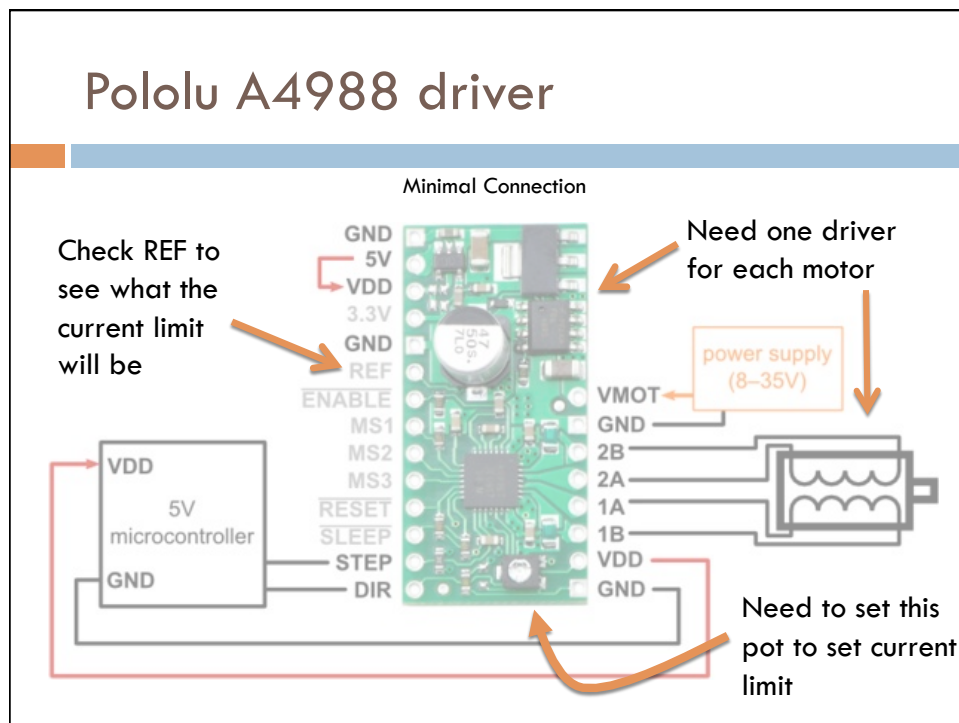 Pololu A4988 driver
Minimal Connection
Check REF to
see what the
current limit
will be
Need one driver
for each motor
GND
5V
VDD
3.3V
GND
REF
ENABLE
MS1
MS2
MS3
RESET
SLEEP
STEP
DIR
47
50s.
7L0
power supply
(8–35V)
VMOT
GND
2B
2A
1A
1B
VDD
GND
VDD
5V
microcontroller
GND
Need to set this
pot to set current
limit